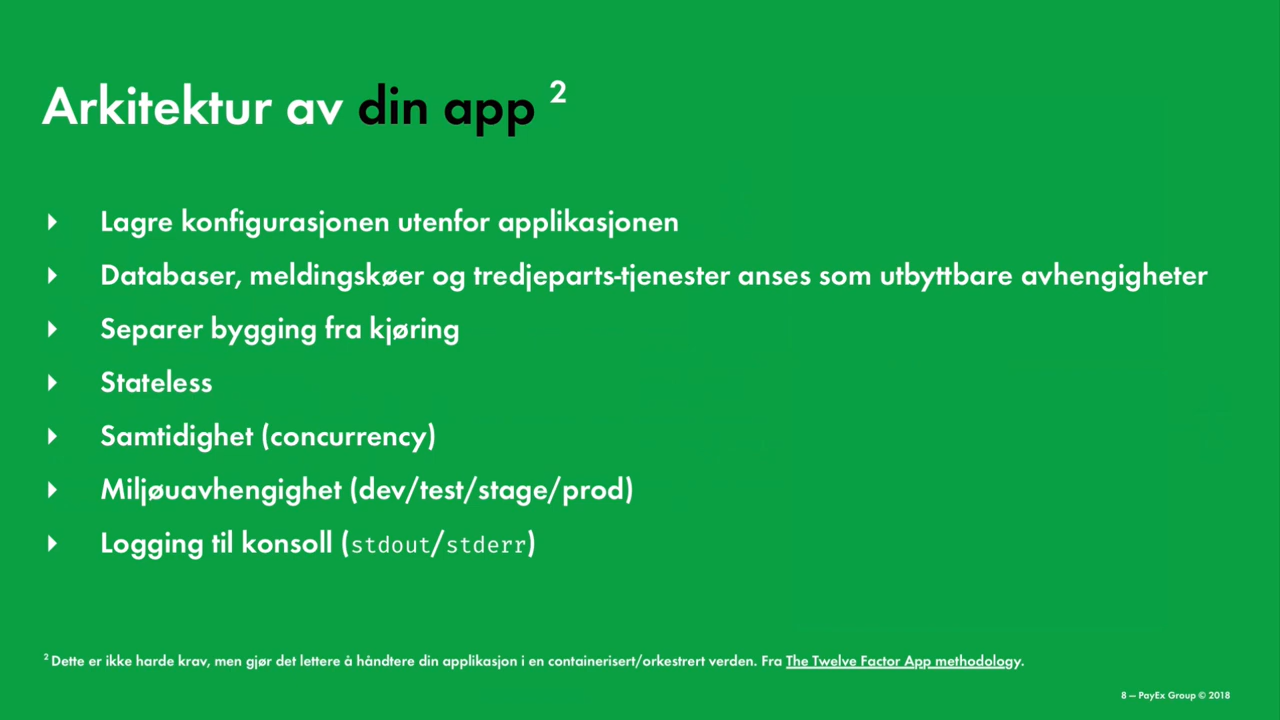 Arkitektur av din app ²
Lagre konfigurasjonen utenfor applikasjonen
Databaser, meldingskøer og tredjeparts-tjenester anses som utbyttbare avhengigheter
Separer bygging fra kjøring
Stateless
Samtidighet (concurrency)
Miljøuavhengighet (dev/test/stage/prod)
Logging til konsoll (stdout/stderr)
² Dette er ikke harde krav, men gjør det lettere å håndtere din applikasjon i en containerisert/orkestrert verden. Fra The Twelve Factor App methodology.
8 — PayEx Group © 2018